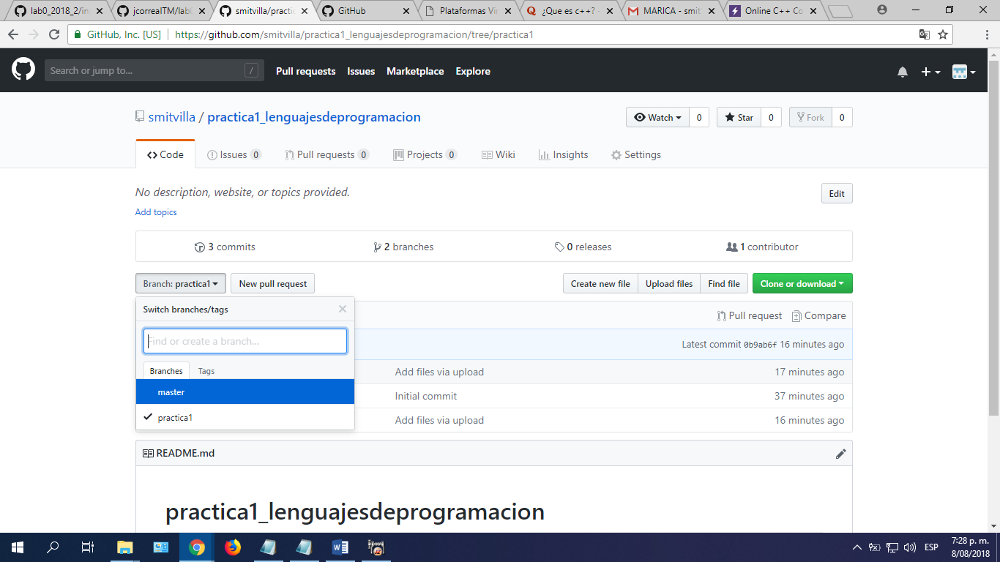 lab0_2018_2/in
jcorrealTM/lab0
smitvilla/practic
GitHub
Plataformas Vir
¿Que es c++? -
MARICA - smit
Online C++ Co
GitHub, Inc. [US] https://github.com/smitvilla/practica1_lenguajesdeprogramacion/tree/practica1
Search or jump to... /
Pull requests Issues Marketplace Explore
smitvilla / practica1_lenguajesdeprogramacion
Watch 0 Star 0 Fork 0
Code Issues 0 Pull requests 0 Projects 0 Wiki Insights Settings
No description, website, or topics provided.
Edit
Add topics
3 commits 2 branches 0 releases 1 contributor
Branch: practica1 New pull request Create new file Upload files Find file Clone or download
Switch branches/tags
Pull request Compare
Find or create a branch...
Latest commit 0b9ab6f 16 minutes ago
Branches Tags
Add files via upload 17 minutes ago
master
Initial commit 37 minutes ago
practica1
Add files via upload 16 minutes ago
README.md
practica1_lenguajesdeprogramacion
ESP
7:28 p. m.
8/08/2018